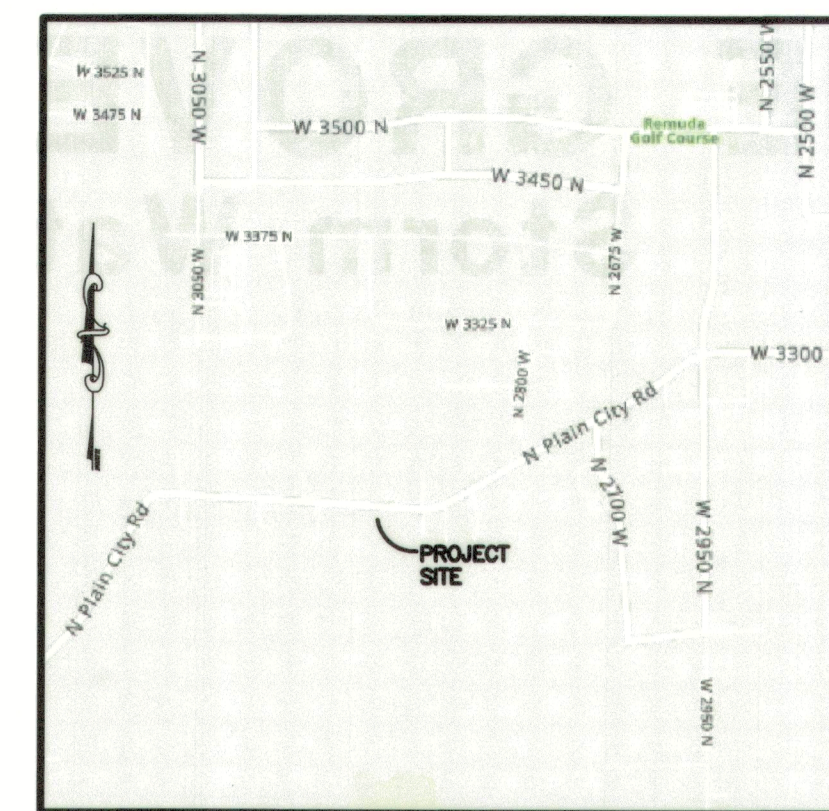 W 3525 N
N 3050 W
N 2550 W
W 3475 N
W 3500 N
Remuda
Golf Course
N 2500 W
W 3450 N
W 3375 N
N 3050 W
N 2675 W
W 3325 N
W 3300
N 2800 W
N Plain City Rd
N 2700 W
N Plain City Rd
W 2950 N
PROJECT
SITE
W 2950 N